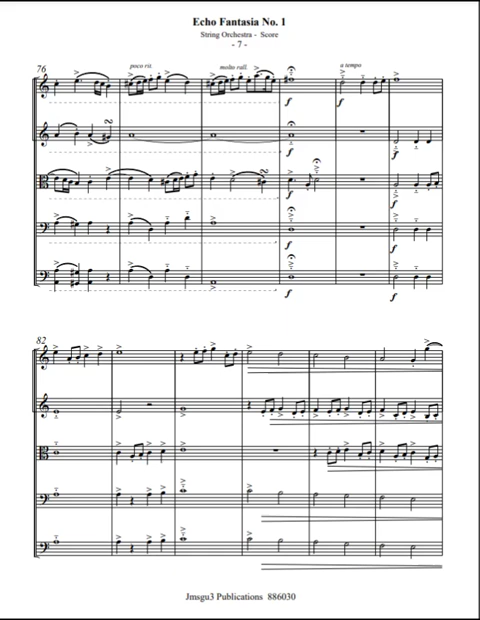 Echo Fantasia No. 1
String Orchestra - Score
- 7 -
76
poco rit.
molto rall.
a tempo
f
f
f
f
f
f
f
f
f
f
82
Jmsgu3 Publications 886030